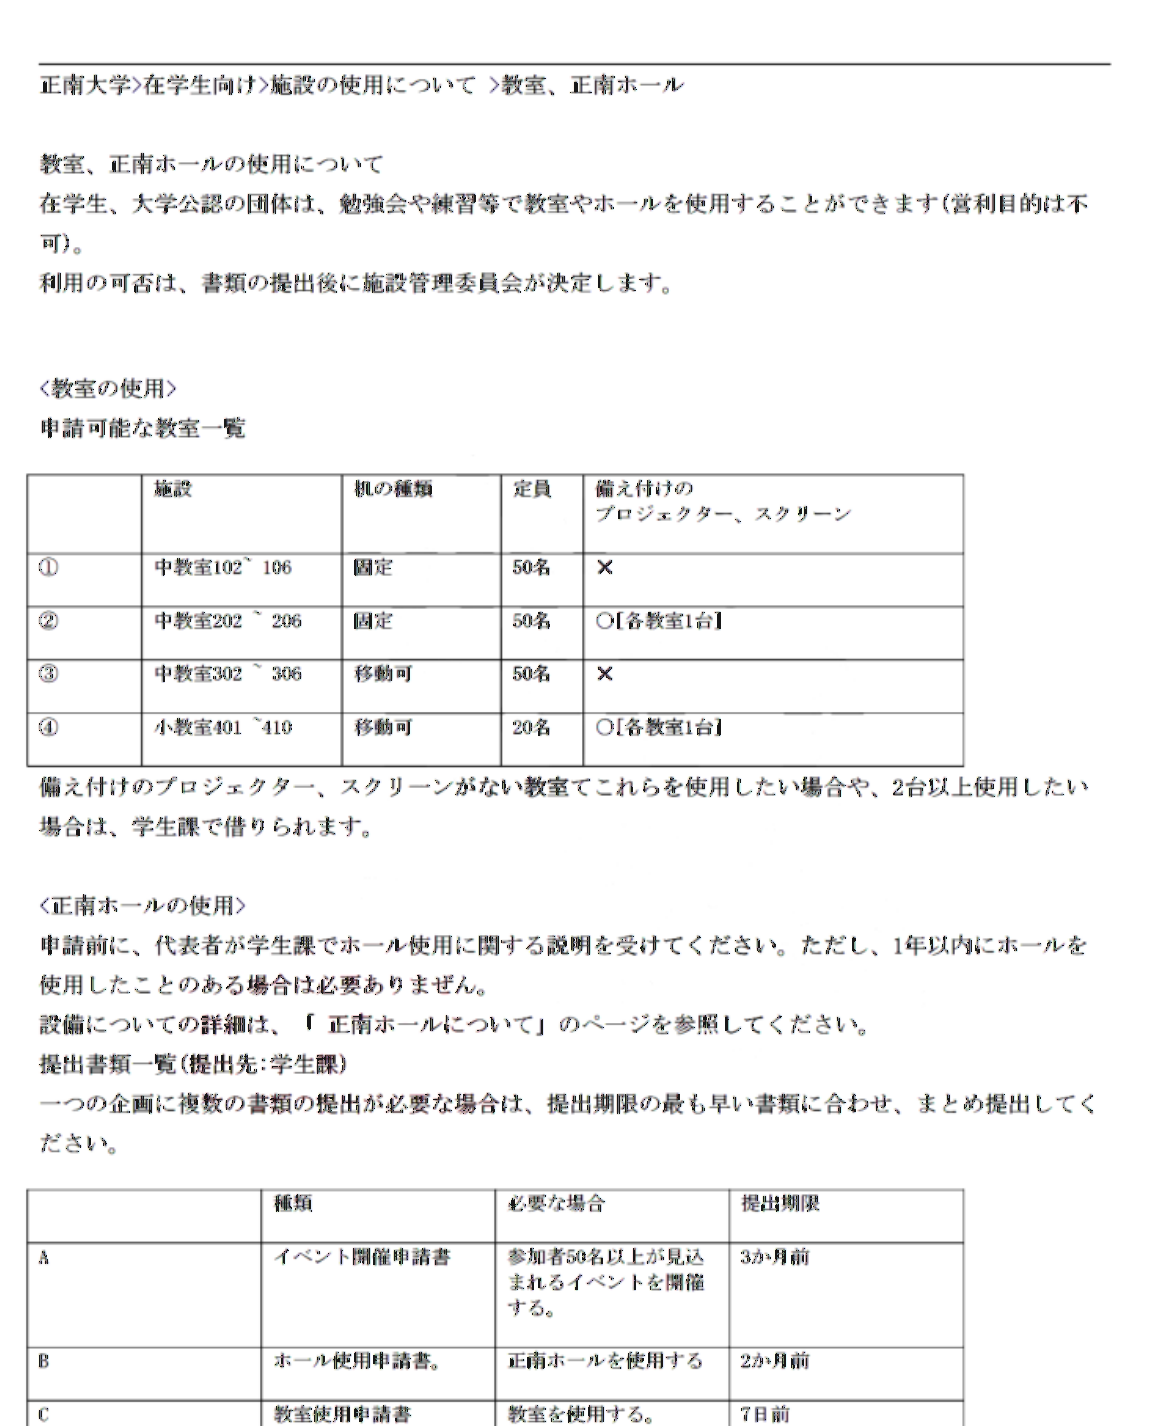 正南大学>在学生向け>施設の使用について >教室、正南ホール
教室、正南ホールの使用について
在学生、大学公認の団体は、勉強会や練習等で教室やホールを使用することができます(営利目的は不
可)。
利用の可否は、書類の提出後に施設管理委員会が決定します。
<教室の使用>
申請可能な教室一覧
施設 机の種類 定員 備え付けの
プロジェクター、スクリーン
① 中教室102~ 106 固定 50名 ×
② 中教室202 ~ 206 固定 50名 ○[各教室1台]
③ 中教室302 ~ 306 移動可 50名 ×
④ 小教室401 ~410 移動可 20名 ○[各教室1台]
備え付けのプロジェクター、スクリーンがない教室てこれらを使用したい場合や、2台以上使用したい
場合は、学生課で借りられます。
<正南ホールの使用>
申請前に、代表者が学生課でホール使用に関する説明を受けてください。ただし、1年以内にホールを
使用したことのある場合は必要ありまぜん。
設備についての詳細は、「 正南ホールについて」のページを参照してください。
提出書類一覧(提出先:学生課)
一つの企画に複数の書類の提出が必要な場合は、提出期限の最も早い書類に合わせ、まとめ提出してく
ださい。
種類 必要な場合 提出期限
A イベント開催申請書 参加者50名以上が見込 3か月前
まれるイベントを開催
する。
B ホール使用申請書。 正南ホールを使用する 2か月前
C 教室使用申請書 教室を使用する。 7日前